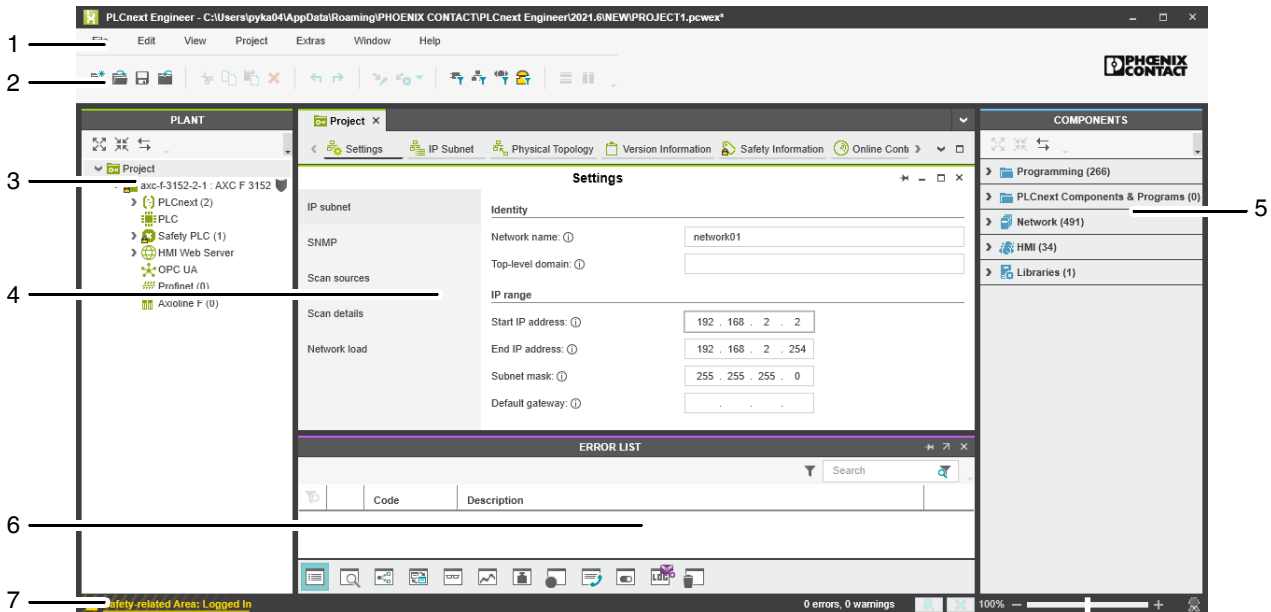 PLCnext Engineer - C:\Users\pyka04\AppData\Roaming\PHOENIX CONTACT\PLCnext Engineer\2021.6\NEW\PROJECT1.pcwex*
1
File Edit View Project Extras Window Help
2
PHŒNIX
CONTACT
PLANT
Project
COMPONENTS
Settings IP Subnet Physical Topology Version Information Safety Information Online Conti
Project
3
axc-f-3152-2-1 : AXC F 3152
PLCnext (2)
PLC
Safety PLC (1)
HMI Web Server
OPC UA
Profinet (0)
Axioline F (0)
4
Settings
IP subnet
SNMP
Scan sources
Scan details
Network load
Identity
Network name: network01
Top-level domain:
IP range
Start IP address: 192 . 168 . 2 . 2
End IP address: 192 . 168 . 2 . 254
Subnet mask: 255 . 255 . 255 . 0
Default gateway: . . .
Programming (266)
PLCnext Components & Programs (0)
5
Network (491)
HMI (34)
Libraries (1)
ERROR LIST
Search
Code Description
6
LOG
7
Safety-related Area: Logged In
0 errors, 0 warnings
100%